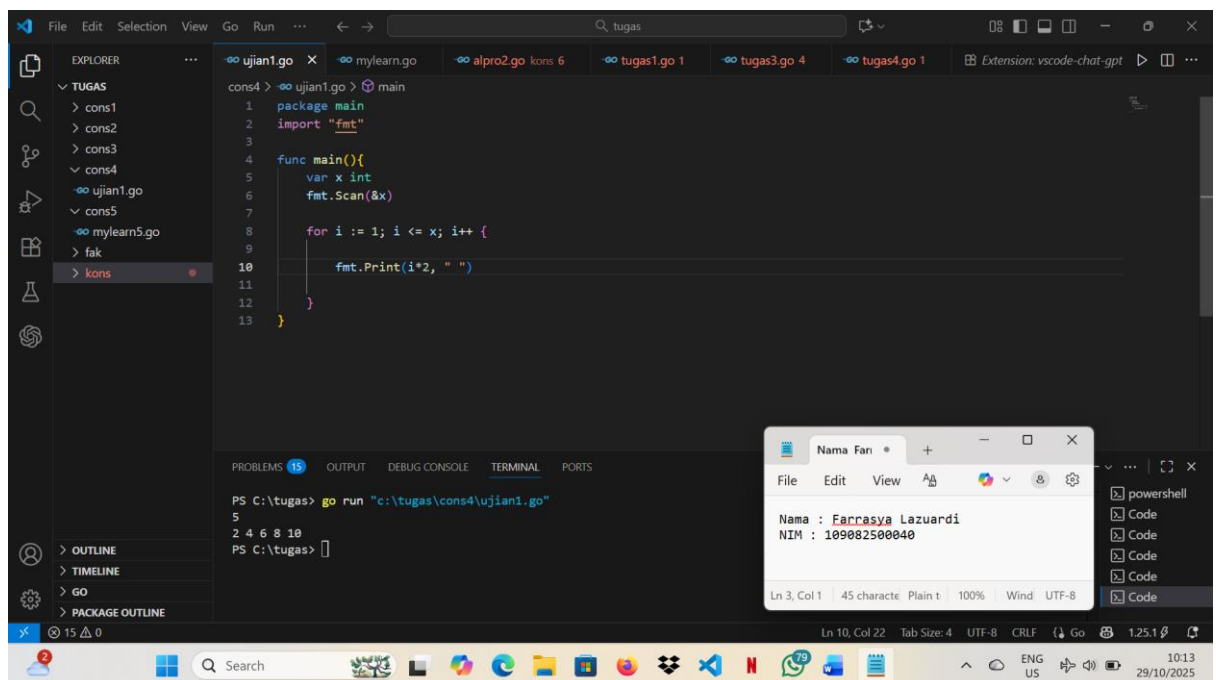 File Edit Selection View Go Run ... tugas
EXPLORER ...
ujian1.go mylearn.go alpro2.go kons 6 tugas1.go 1 tugas3.go 4 tugas4.go 1 Extension: vscode-chat-gpt
TUGAS
cons1
cons2
cons3
cons4
ujian1.go
cons5
mylearn5.go
fak
kons
cons4 > ujian1.go > main
1 package main
2 import "fmt"
3
4 func main(){
5 var x int
6 fmt.Scan(&x)
7
8 for i := 1; i <= x; i++ {
9
10 fmt.Print(i*2, " ")
11
12 }
13 }
PROBLEMS 15 OUTPUT DEBUG CONSOLE TERMINAL PORTS
PS C:\tugas> go run "c:\tugas\cons4\ujian1.go"
5
2 4 6 8 10
PS C:\tugas>
powershell
Code
Code
Code
Code
Code
Nama Fari
File Edit View
Nama : Farrasya Lazuardi
NIM : 109082500040
Ln 3, Col 1 45 characte Plain t 100% Wind UTF-8
OUTLINE
TIMELINE
GO
PACKAGE OUTLINE
15 0 Ln 10, Col 22 Tab Size: 4 UTF-8 CRLF Go 1.25.1
2 Search 79 ENG
US
10:13
29/10/2025